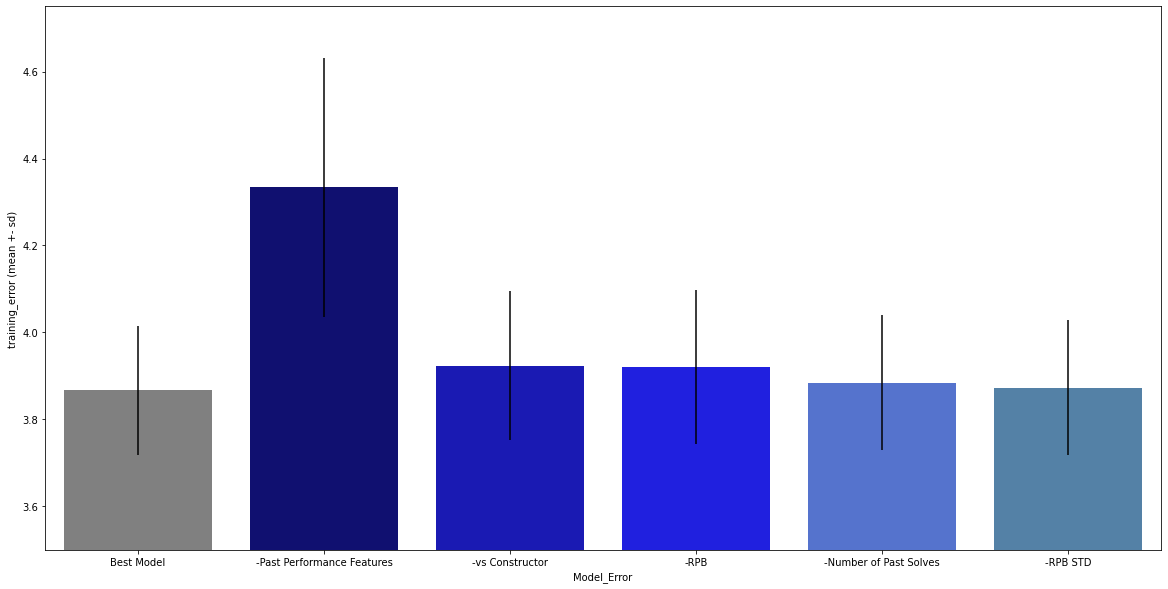 training_error (mean +- sd)
4.6
4.4
4.2
4.0
3.8
3.6
Best Model
-Past Performance Features
-vs Constructor
-RPB
-Number of Past Solves
-RPB STD
Model_Error